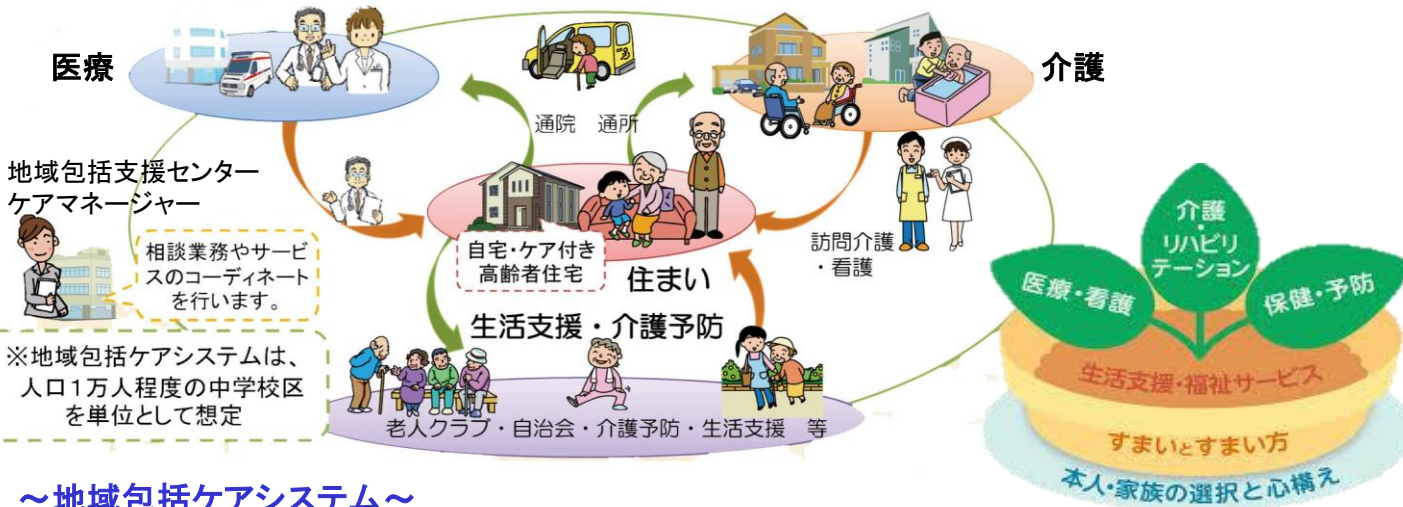 医療
介護
通院 通所
地域包括支援センター
ケアマネージャー
相談業務やサービ
スのコーディネート
を行います。
自宅・ケア付き
高齢者住宅
住まい
訪問介護
・看護
生活支援・介護予防
※地域包括ケアシステムは、
人口1万人程度の中学校区
を単位として想定
老人クラブ・自治会・介護予防・生活支援 等
～地域包括ケアシステム～
介護
・
リハビリ
テーション
医療・看護
保健・予防
生活支援・福祉サービス
すまいとすまい方
本人・家族の選択と心構え